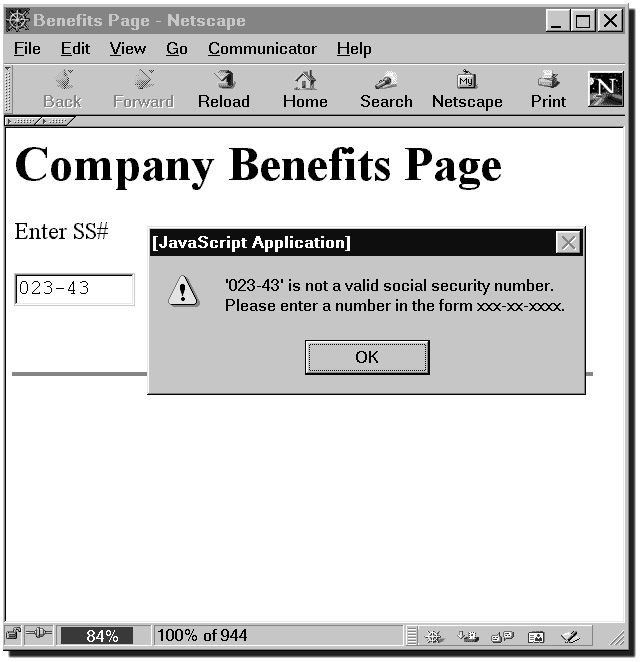 Benefits Page - Netscape
File Edit View Go Communicator Help
Back Forward Reload Home Search Netscape Print
My
N
Company Benefits Page
Enter SS#
023-43
[JavaScript Application]
'023-43' is not a valid social security number.
Please enter a number in the form xxx-xx-xxxx.
OK
84% 100% of 944